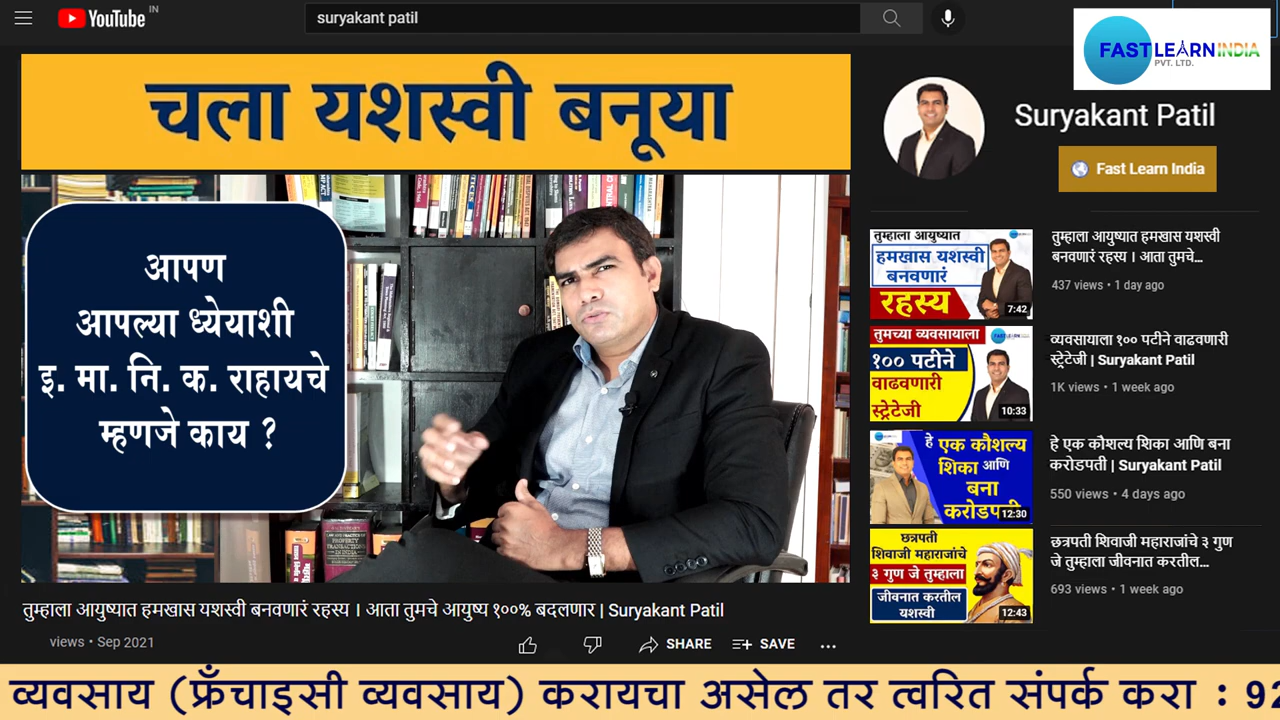 YouTube IN
suryakant patil
FAST LEARN INDIA
PVT. LTD.
चला यशस्वी बनूया
आपण
आपल्या ध्येयाशी
इ. मा. नि. क. राहायचे
म्हणजे काय ?
तुम्हाला आयुष्यात हमखास यशस्वी बनवणारं रहस्य । आता तुमचे आयुष्य १००% बदलणार | Suryakant Patil
views • Sep 2021
SHARE
SAVE
Suryakant Patil
Fast Learn India
तुम्हाला आयुष्यात
हमखास यशस्वी
बनवणारं
रहस्य
7:42
तुम्हाला आयुष्यात हमखास यशस्वी
बनवणारं रहस्य । आता तुमचे...
437 views • 1 day ago
तुमच्या व्यवसायाला
१०० पटीने
वाढवणारी
स्ट्रेटेजी
10:33
व्यवसायाला १०० पटीने वाढवणारी
स्ट्रेटेजी | Suryakant Patil
1K views • 1 week ago
हे एक कौशल्य
शिका आणि
बना
करोडपती
12:30
हे एक कौशल्य शिका आणि बना
करोडपती | Suryakant Patil
550 views • 4 days ago
छत्रपती
शिवाजी महाराजांचे
३ गुण जे तुम्हाला
जीवनात करतील
यशस्वी
12:43
छत्रपती शिवाजी महाराजांचे ३ गुण
जे तुम्हाला जीवनात करतील...
693 views • 1 week ago
व्यवसाय (फ्रँचाइसी व्यवसाय) करायचा असेल तर त्वरित संपर्क करा : 92